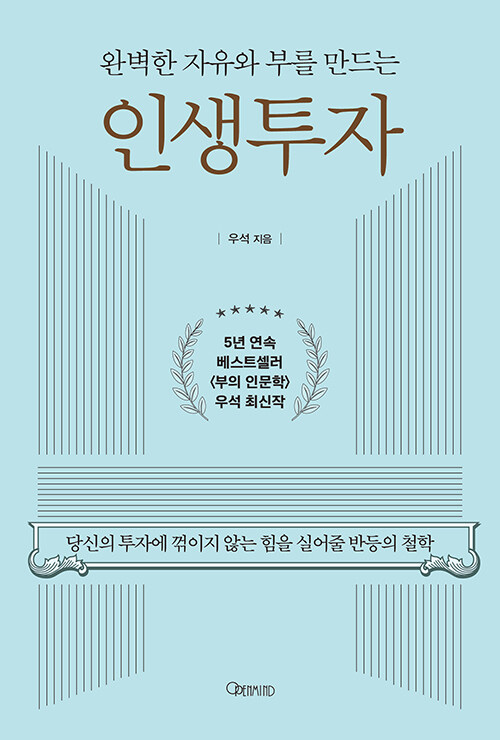 완벽한 자유와 부를 만드는
인생투자
| 우석 지음 |
5년 연속
베스트셀러
〈부의 인문학〉
우석 최신작
당신의 투자에 꺾이지 않는 힘을 실어줄 반등의 철학
OPENMIND